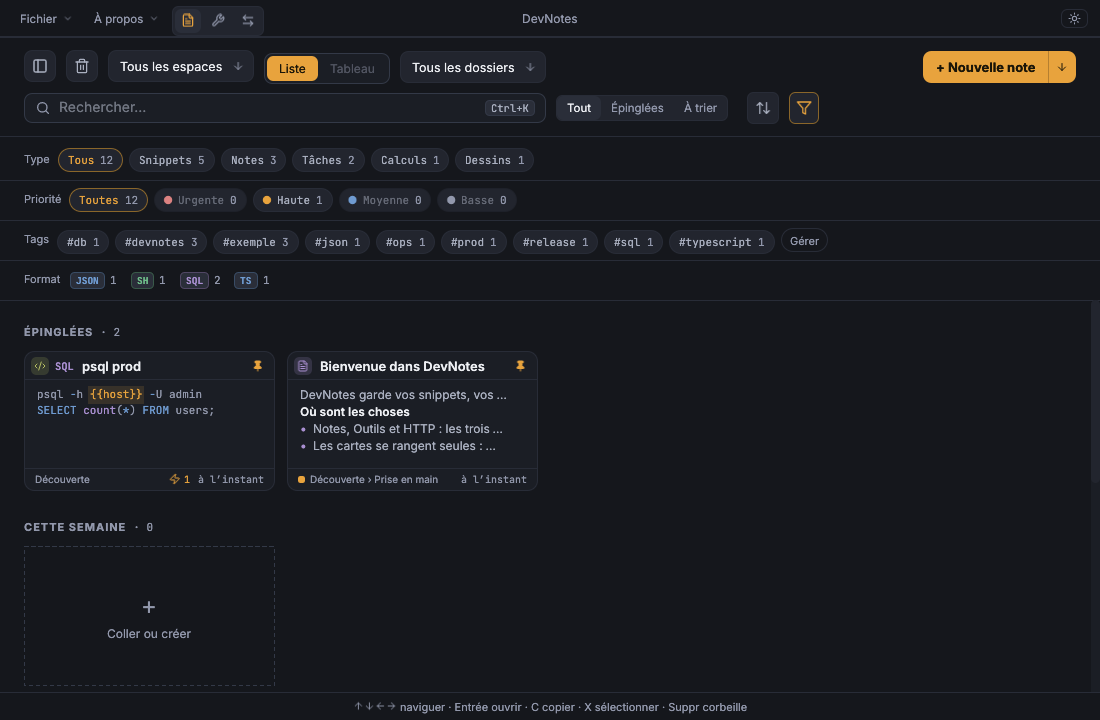 Fichier À propos DevNotes
Tous les espaces Liste Tableau Tous les dossiers + Nouvelle note
Rechercher... Ctrl+K Tout Épinglées À trier
Type Tous 12 Snippets 5 Notes 3 Tâches 2 Calculs 1 Dessins 1
Priorité Toutes 12 Urgente 0 Haute 1 Moyenne 0 Basse 0
Tags #db 1 #devnotes 3 #exemple 3 #json 1 #ops 1 #prod 1 #release 1 #sql 1 #typescript 1 Gérer
Format JSON 1 SH 1 SQL 2 TS 1
ÉPINGLÉES · 2
</> SQL psql prod
psql -h {{host}} -U admin
SELECT count(*) FROM users;
Découverte 1 à l'instant
Bienvenue dans DevNotes
DevNotes garde vos snippets, vos ...
Où sont les choses
• Notes, Outils et HTTP : les trois ...
• Les cartes se rangent seules : ...
Découverte › Prise en main à l'instant
CETTE SEMAINE · 0
+
Coller ou créer
↑↓←→ naviguer · Entrée ouvrir · C copier · X sélectionner · Suppr corbeille